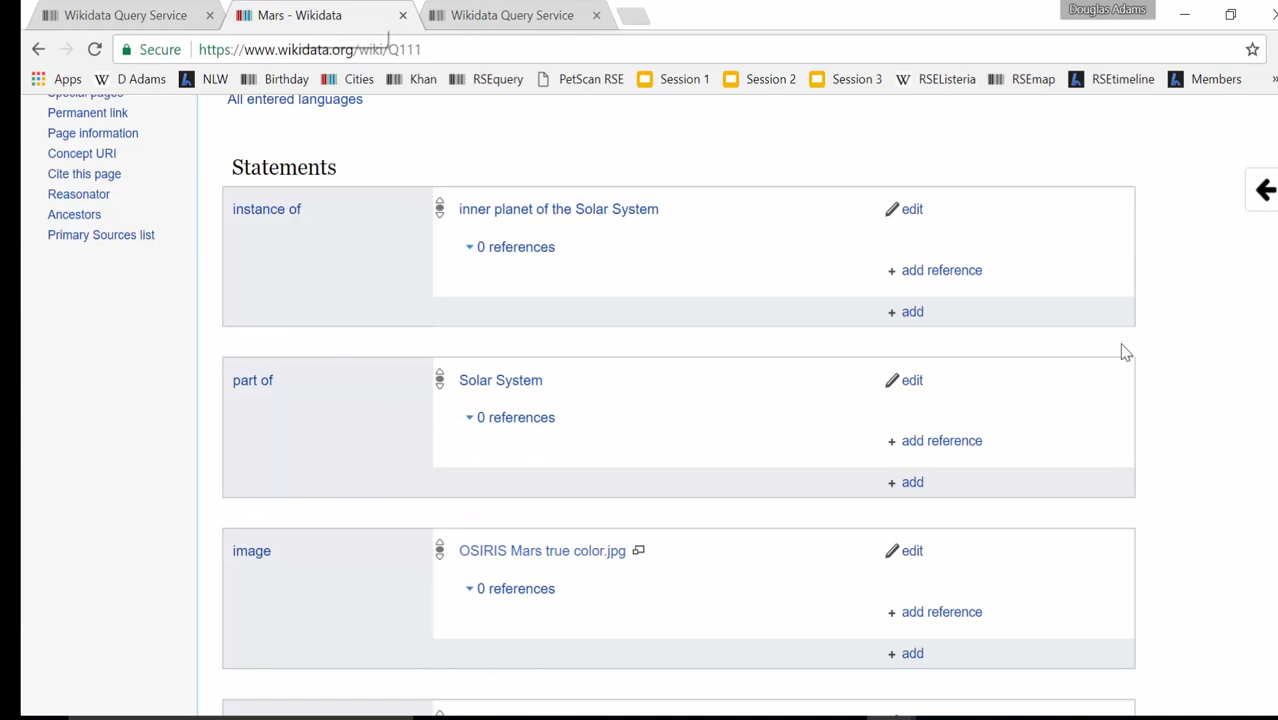 Wikidata Query Service
Mars - Wikidata
Wikidata Query Service
Douglas Adams
Secure
https://www.wikidata.org/wiki/Q111
Apps
D Adams
NLW
Birthday
Cities
Khan
RSEquery
PetScan RSE
Session 1
Session 2
Session 3
RSEListeria
RSEmap
RSEtimeline
Members
Special pages
Permanent link
Page information
Concept URI
Cite this page
Reasonator
Ancestors
Primary Sources list
All entered languages
Statements
instance of
inner planet of the Solar System
edit
0 references
+ add reference
+ add
part of
Solar System
edit
0 references
+ add reference
+ add
image
OSIRIS Mars true color.jpg
edit
0 references
+ add reference
+ add